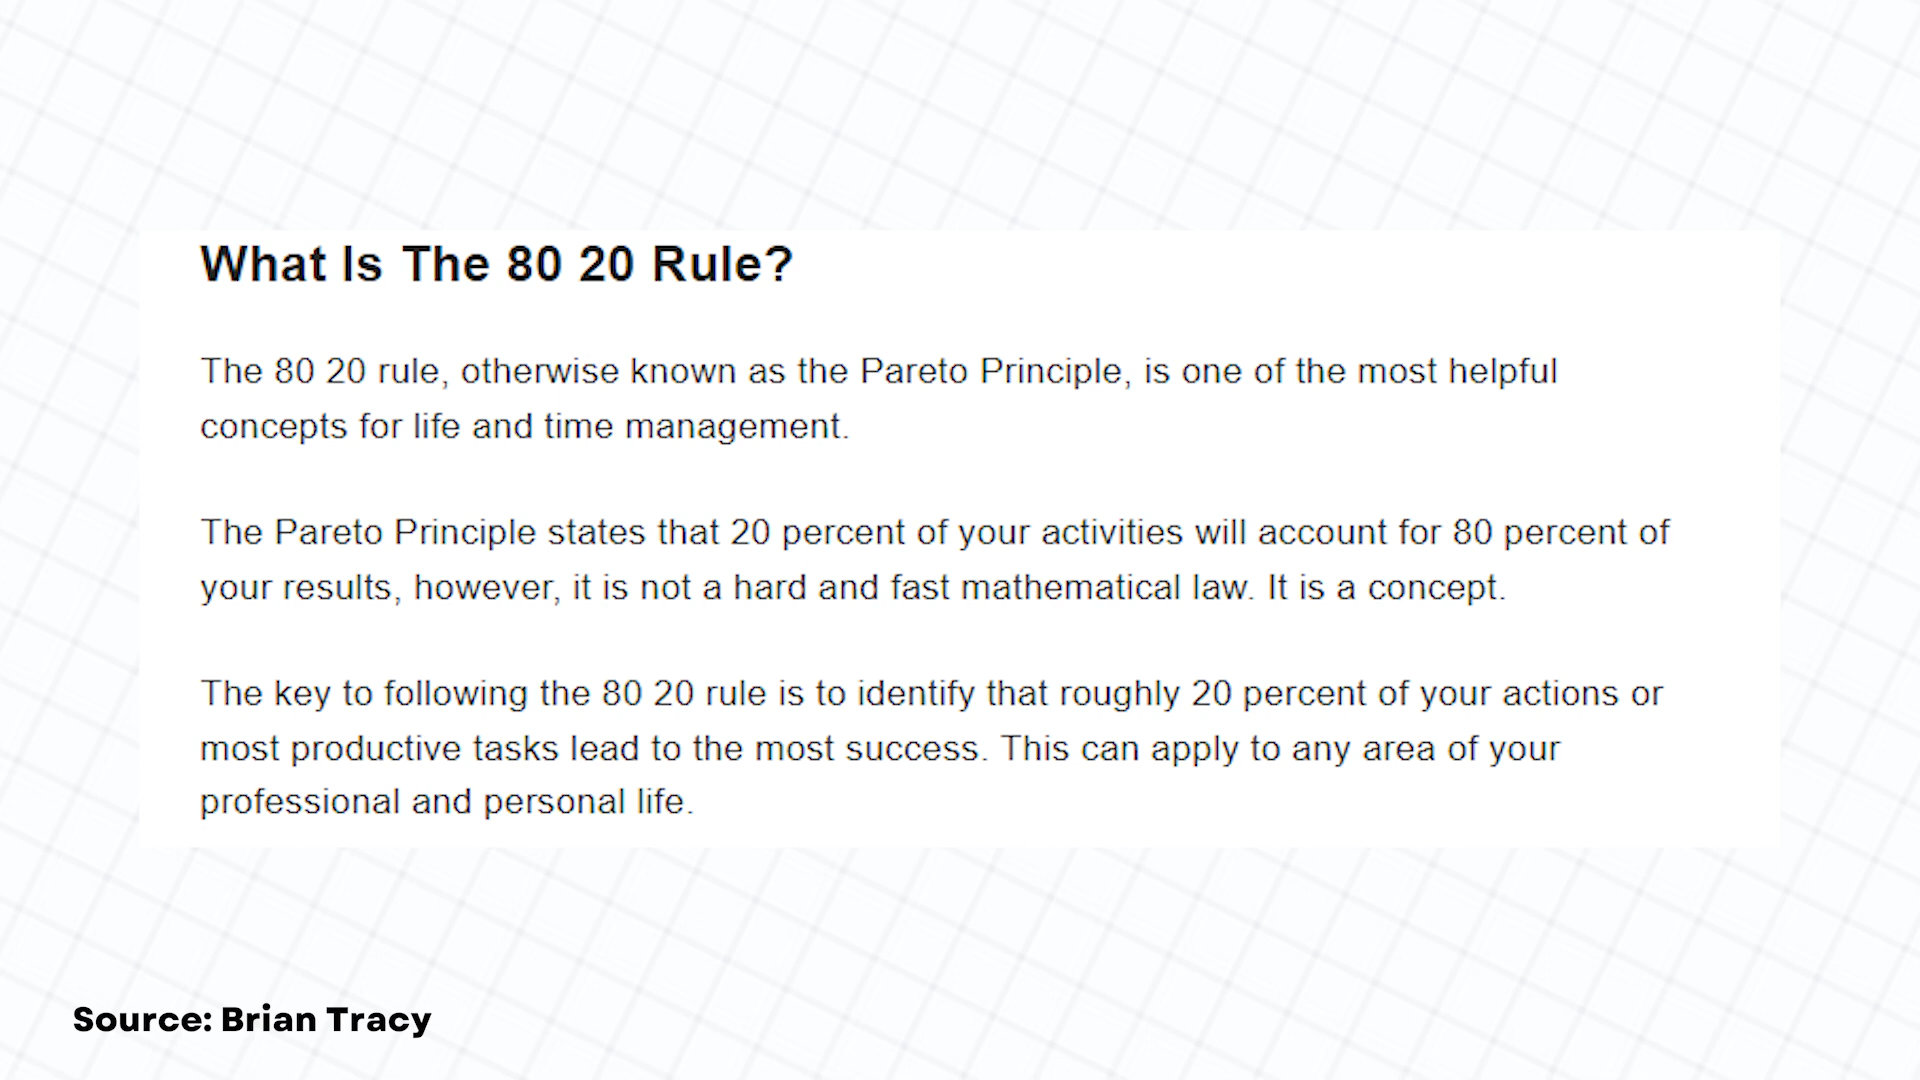 What Is The 80 20 Rule?
The 80 20 rule, otherwise known as the Pareto Principle, is one of the most helpful
concepts for life and time management.
The Pareto Principle states that 20 percent of your activities will account for 80 percent of
your results, however, it is not a hard and fast mathematical law. It is a concept.
The key to following the 80 20 rule is to identify that roughly 20 percent of your actions or
most productive tasks lead to the most success. This can apply to any area of your
professional and personal life.
Source: Brian Tracy